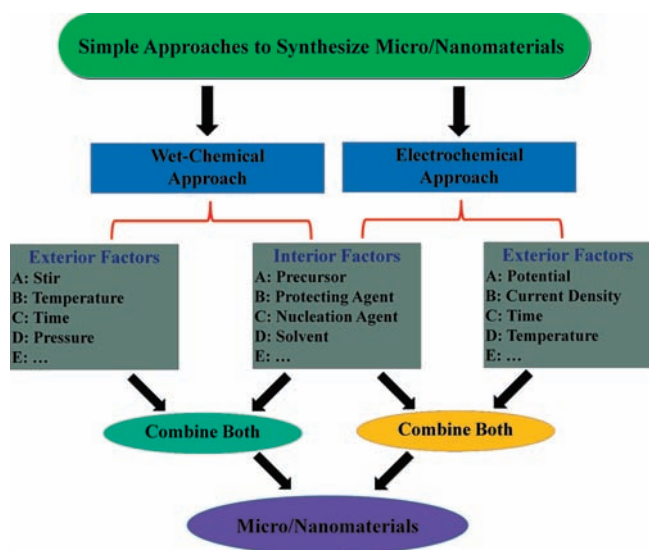 Simple Approaches to Synthesize Micro/Nanomaterials
Wet-Chemical
Approach
Electrochemical
Approach
Exterior Factors
A: Stir
B: Temperature
C: Time
D: Pressure
E: ...
Interior Factors
A: Precursor
B: Protecting Agent
C: Nucleation Agent
D: Solvent
E: ...
Exterior Factors
A: Potential
B: Current Density
C: Time
D: Temperature
E: ...
Combine Both
Combine Both
Micro/Nanomaterials